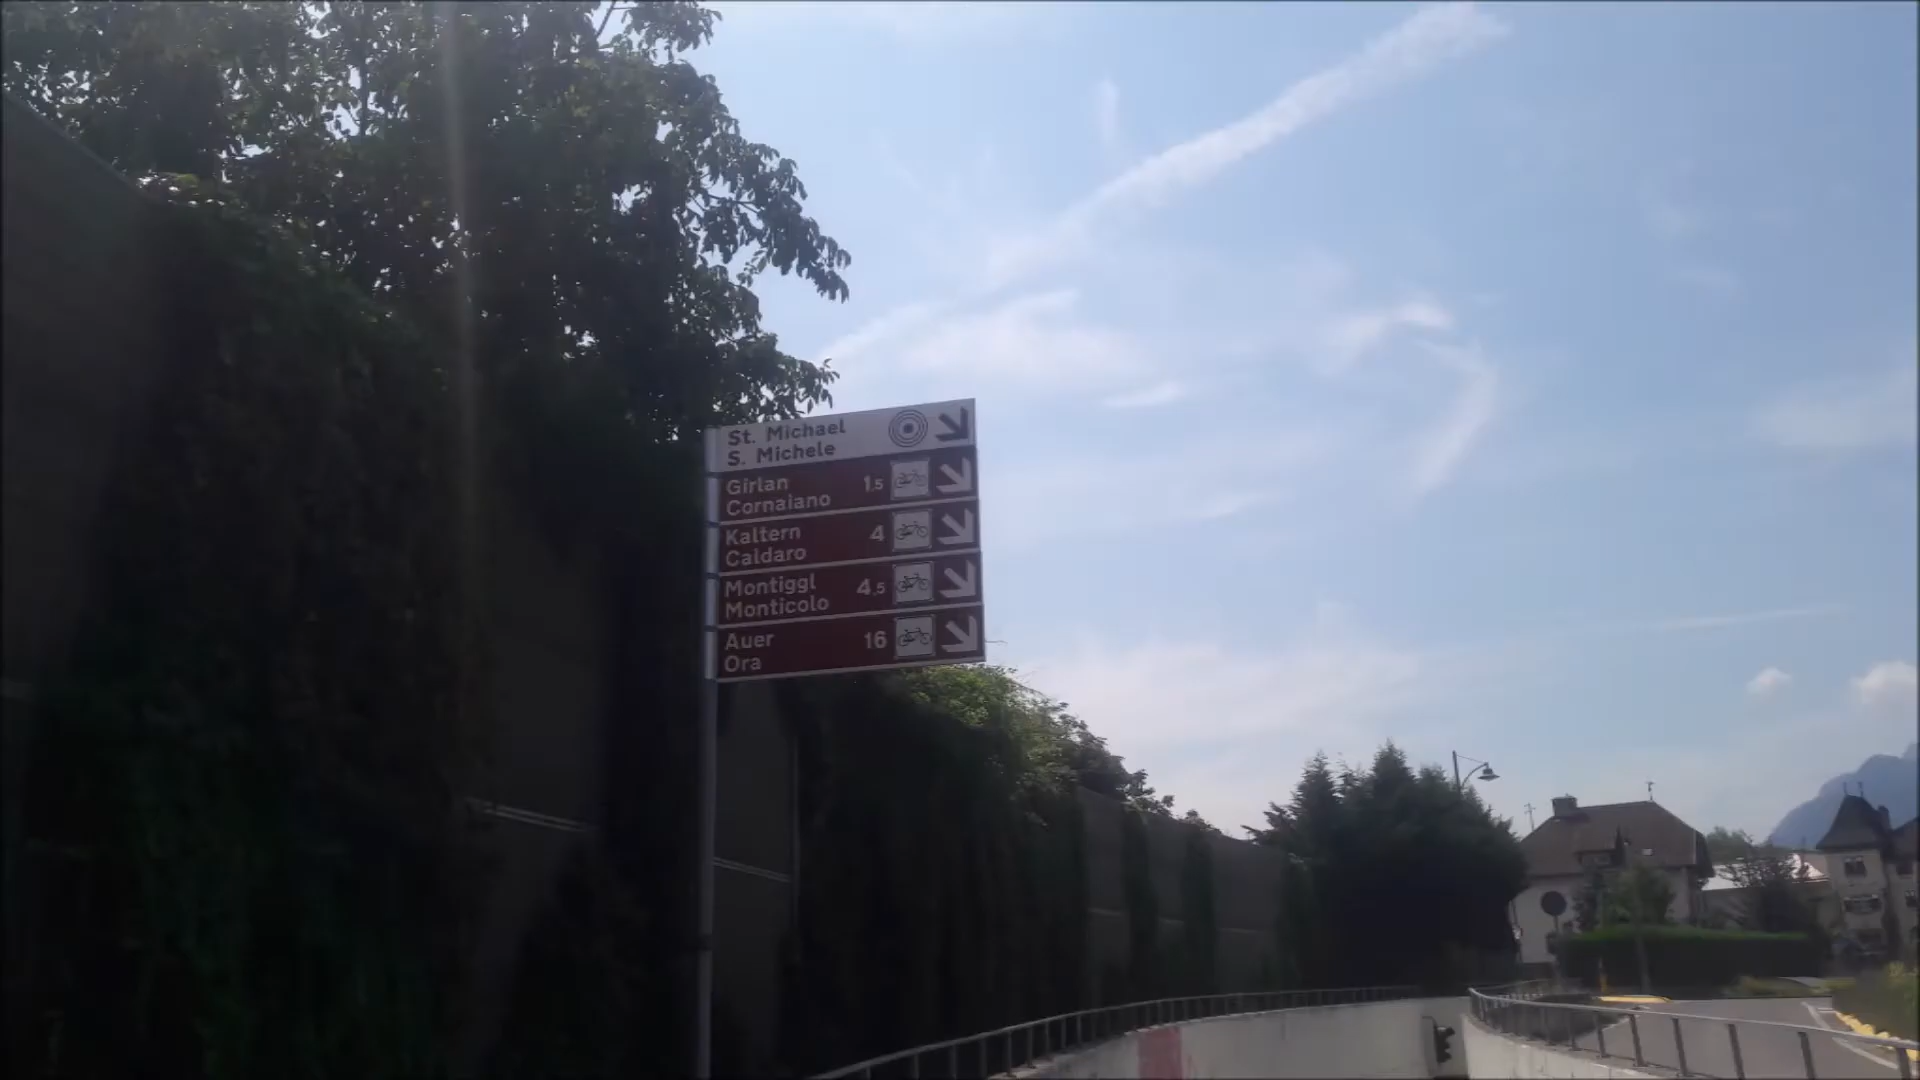 St. Michael
S. Michele
Girlan 1,5
Cornaiano
Kaltern 4
Caldaro
Montiggl 4,5
Monticolo
Auer 16
Ora